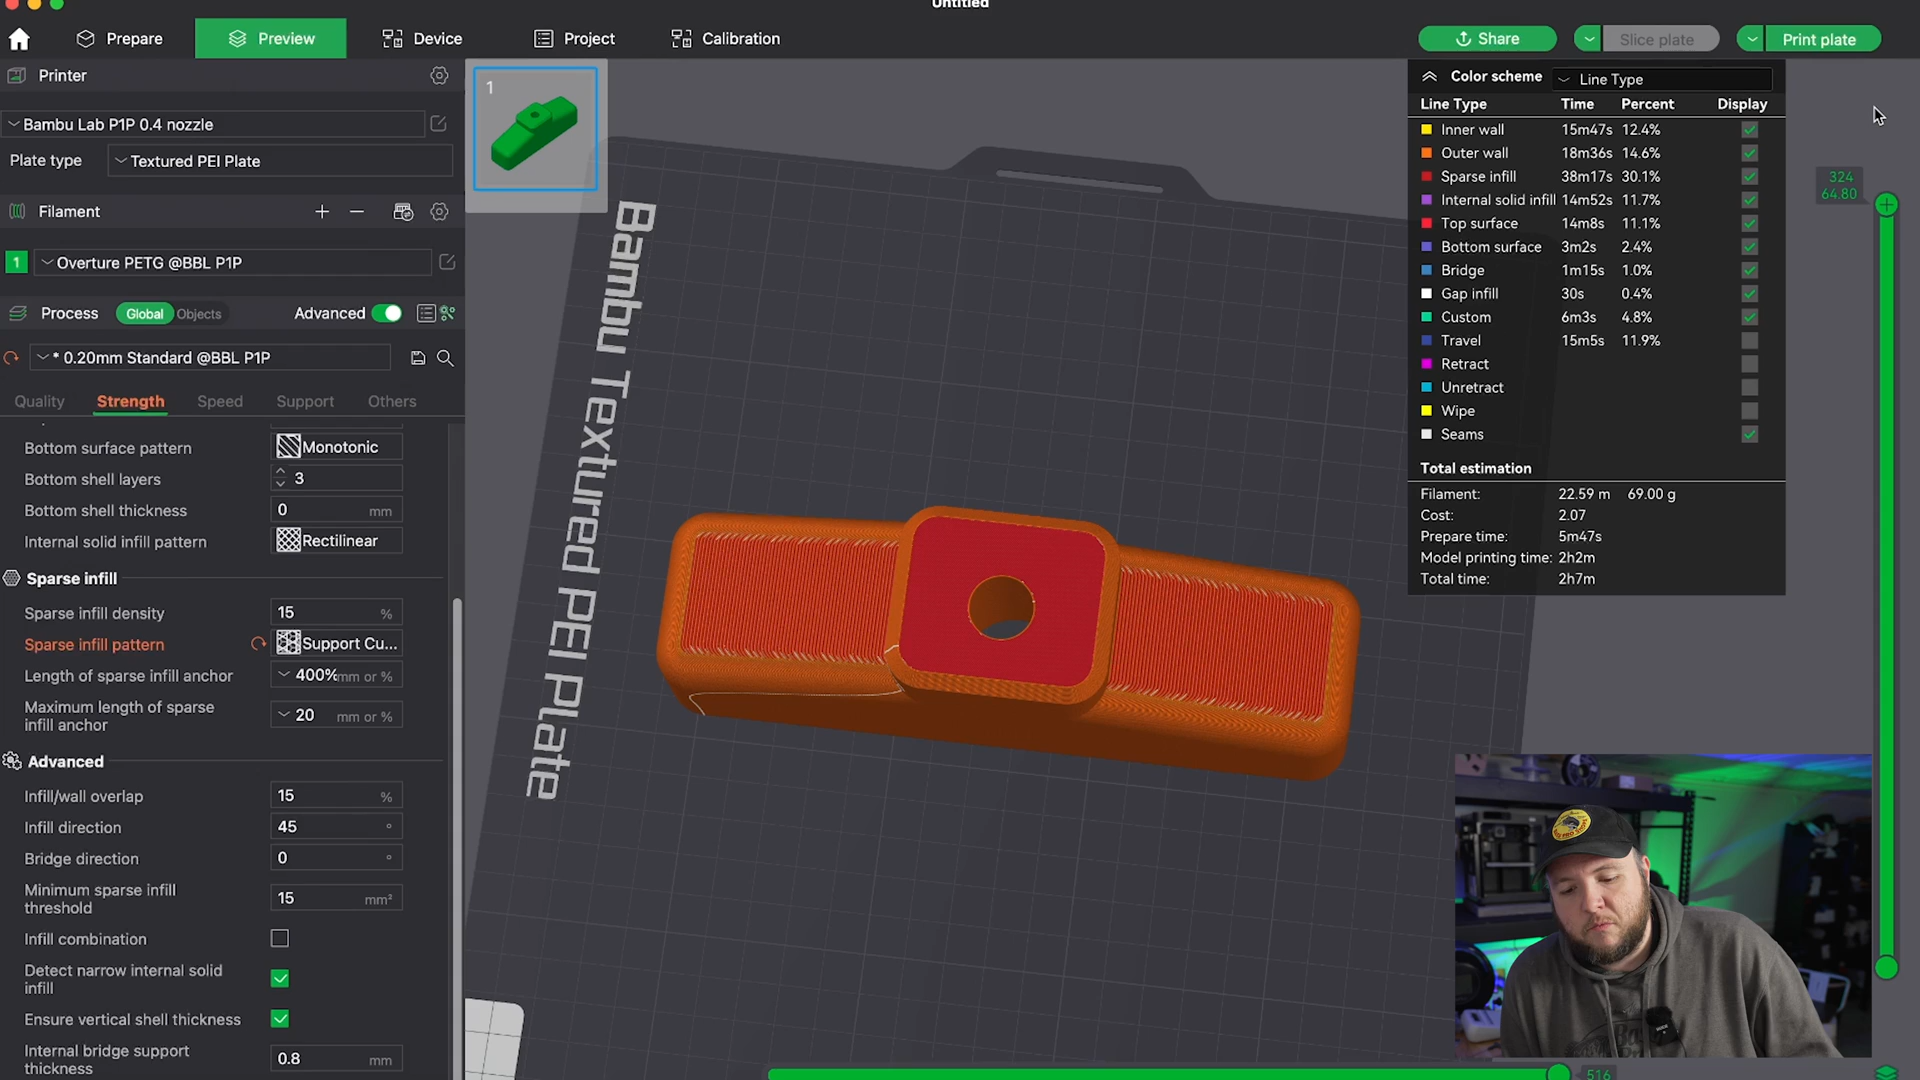 Untitled
Prepare
Preview
Device
Project
Calibration
Share
Slice plate
Print plate
Printer
Bambu Lab P1P 0.4 nozzle
Plate type
Textured PEI Plate
Filament
1
Overture PETG @BBL P1P
Process
Global
Objects
Advanced
* 0.20mm Standard @BBL P1P
Quality
Strength
Speed
Support
Others
Bottom surface pattern
Monotonic
Bottom shell layers
3
Bottom shell thickness
0 mm
Internal solid infill pattern
Rectilinear
Sparse infill
Sparse infill density
15 %
Sparse infill pattern
Support Cu...
Length of sparse infill anchor
400% mm or %
Maximum length of sparse
infill anchor
20 mm or %
Advanced
Infill/wall overlap
15 %
Infill direction
45 °
Bridge direction
0 °
Minimum sparse infill
threshold
15 mm²
Infill combination
Detect narrow internal solid
infill
Ensure vertical shell thickness
Internal bridge support
thickness
0.8 mm
1
Bambu Textured PEI Plate
Color scheme
Line Type
Line Type Time Percent Display
Inner wall 15m47s 12.4%
Outer wall 18m36s 14.6%
Sparse infill 38m17s 30.1%
Internal solid infill 14m52s 11.7%
Top surface 14m8s 11.1%
Bottom surface 3m2s 2.4%
Bridge 1m15s 1.0%
Gap infill 30s 0.4%
Custom 6m3s 4.8%
Travel 15m5s 11.9%
Retract
Unretract
Wipe
Seams
Total estimation
Filament: 22.59 m 69.00 g
Cost: 2.07
Prepare time: 5m47s
Model printing time: 2h2m
Total time: 2h7m
324
64.80
516